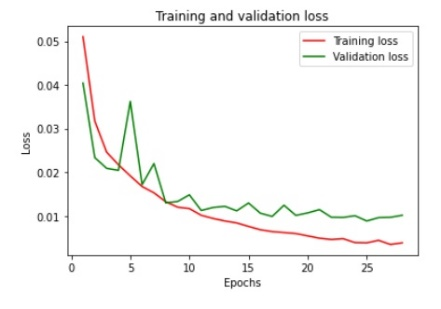 Training and validation loss
Training loss
Validation loss
0.05
0.04
0.03
0.02
0.01
Loss
0
5
10
15
20
25
Epochs